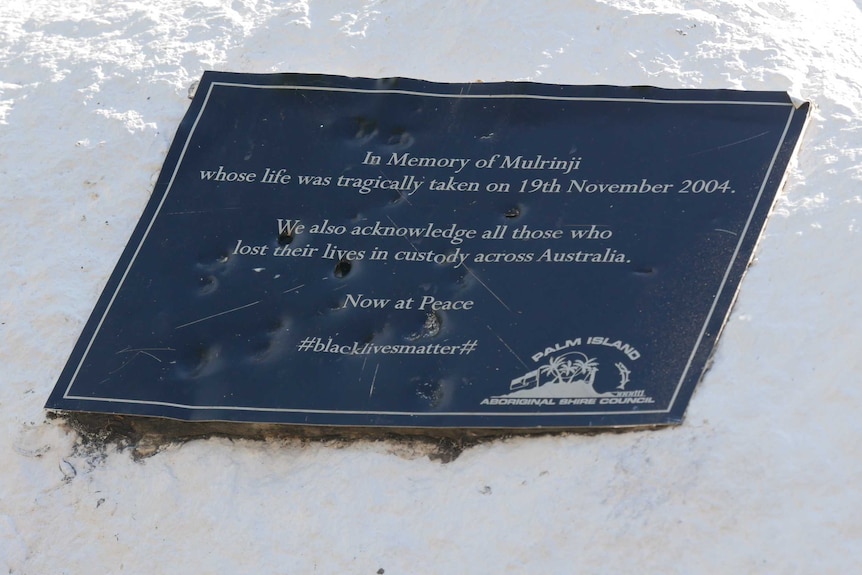 In Memory of Mulrinji
whose life was tragically taken on 19th November 2004.
We also acknowledge all those who
lost their lives in custody across Australia.
Now at Peace
#blacklivesmatter#
PALM ISLAND
ABORIGINAL SHIRE COUNCIL